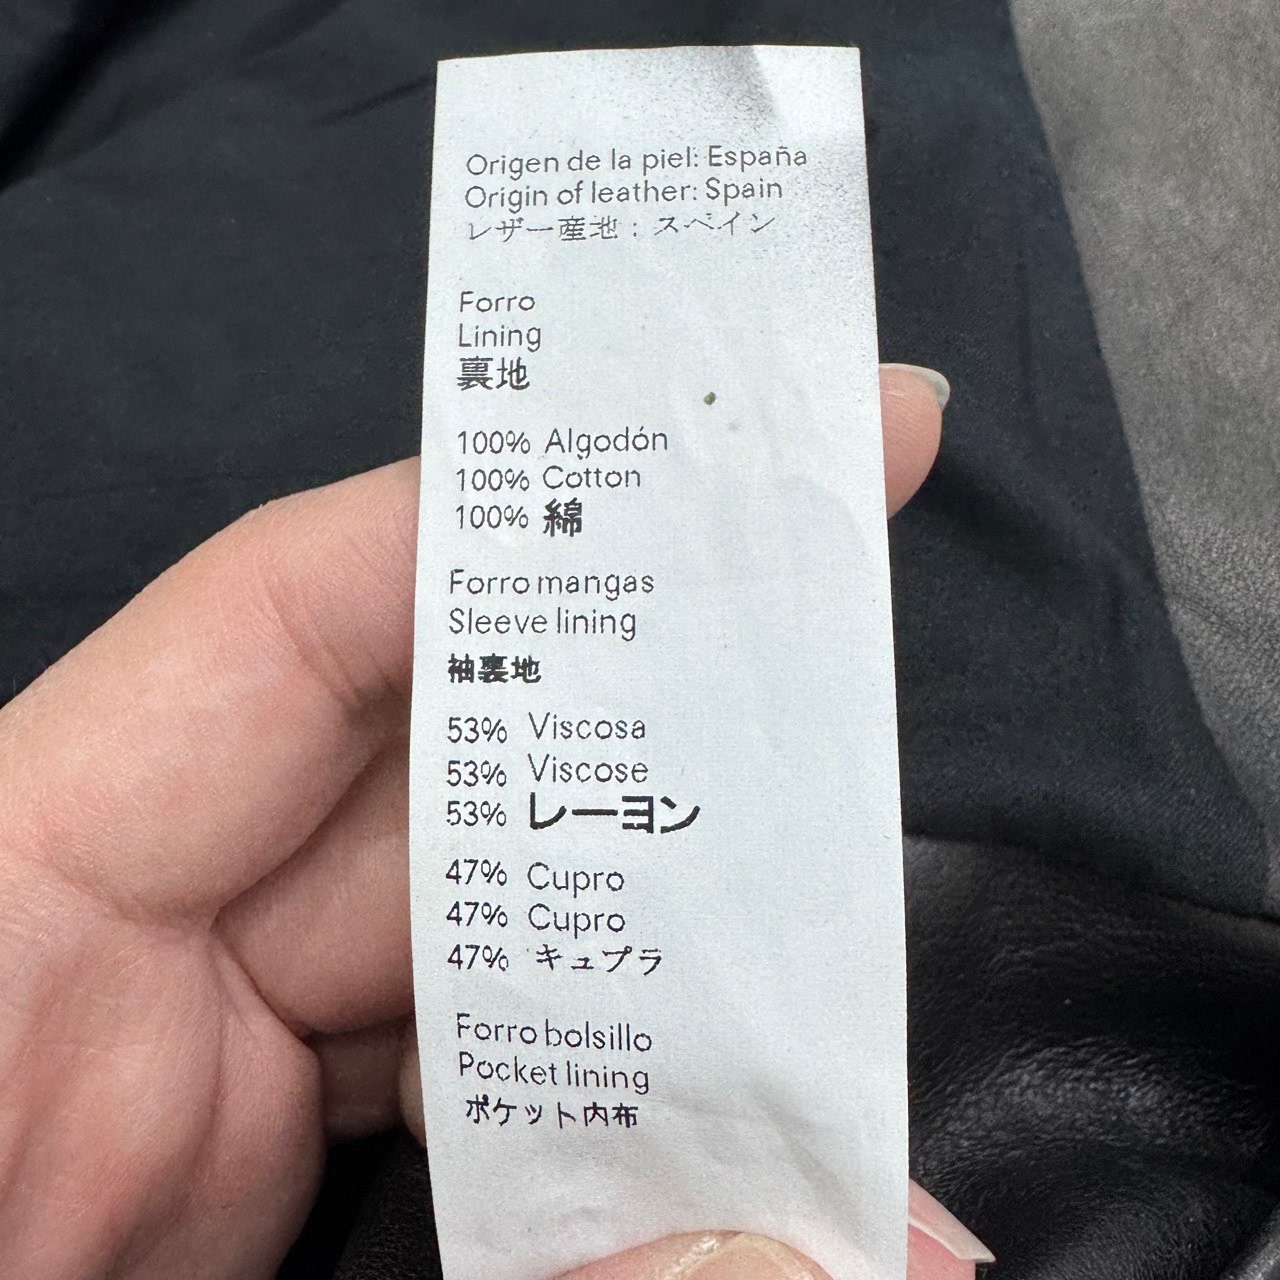 Origen de la piel: España
Origin of leather: Spain
レザー産地：スペイン
Forro
Lining
裏地
100% Algodón
100% Cotton
100% 綿
Forro mangas
Sleeve lining
袖裏地
53% Viscosa
53% Viscose
53% レーヨン
47% Cupro
47% Cupro
47% キュプラ
Forro bolsillo
Pocket lining
ポケット内布